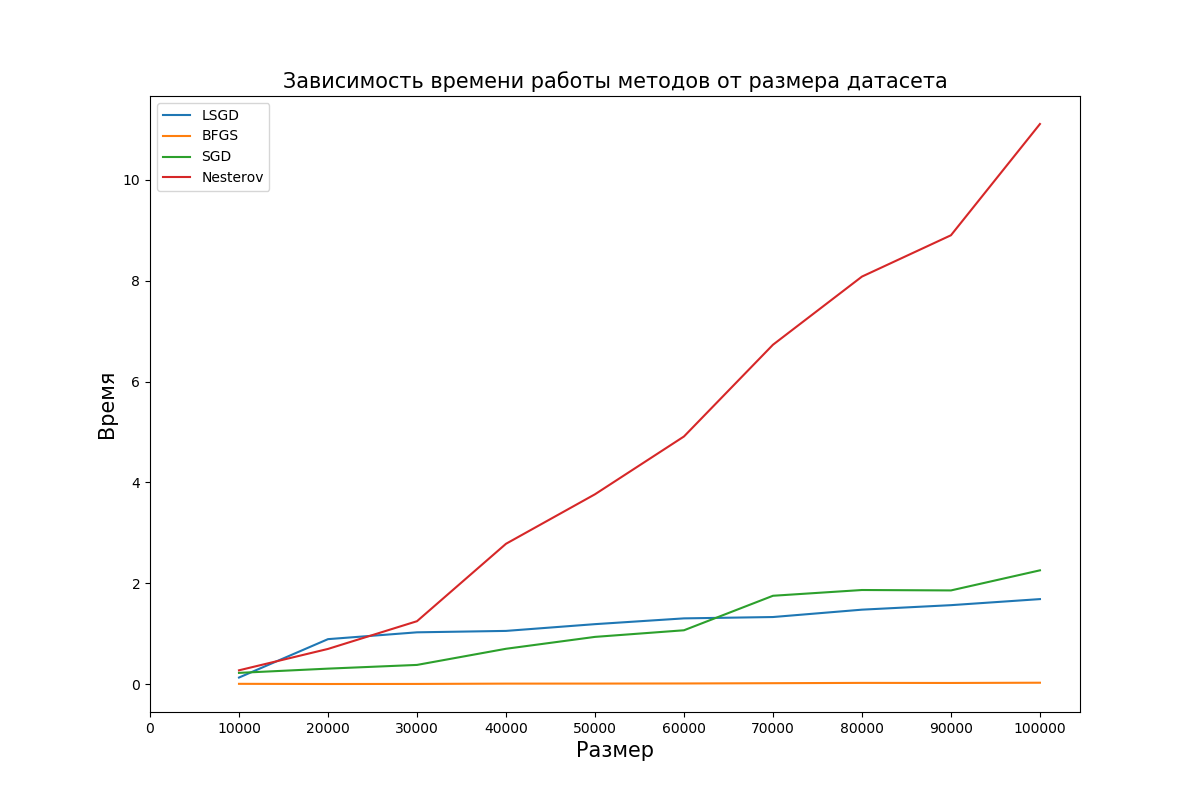 Зависимость времени работы методов от размера датасета
LSGD
BFGS
SGD
Nesterov
10
8
6
4
2
0
Время
0 10000 20000 30000 40000 50000 60000 70000 80000 90000 100000
Размер